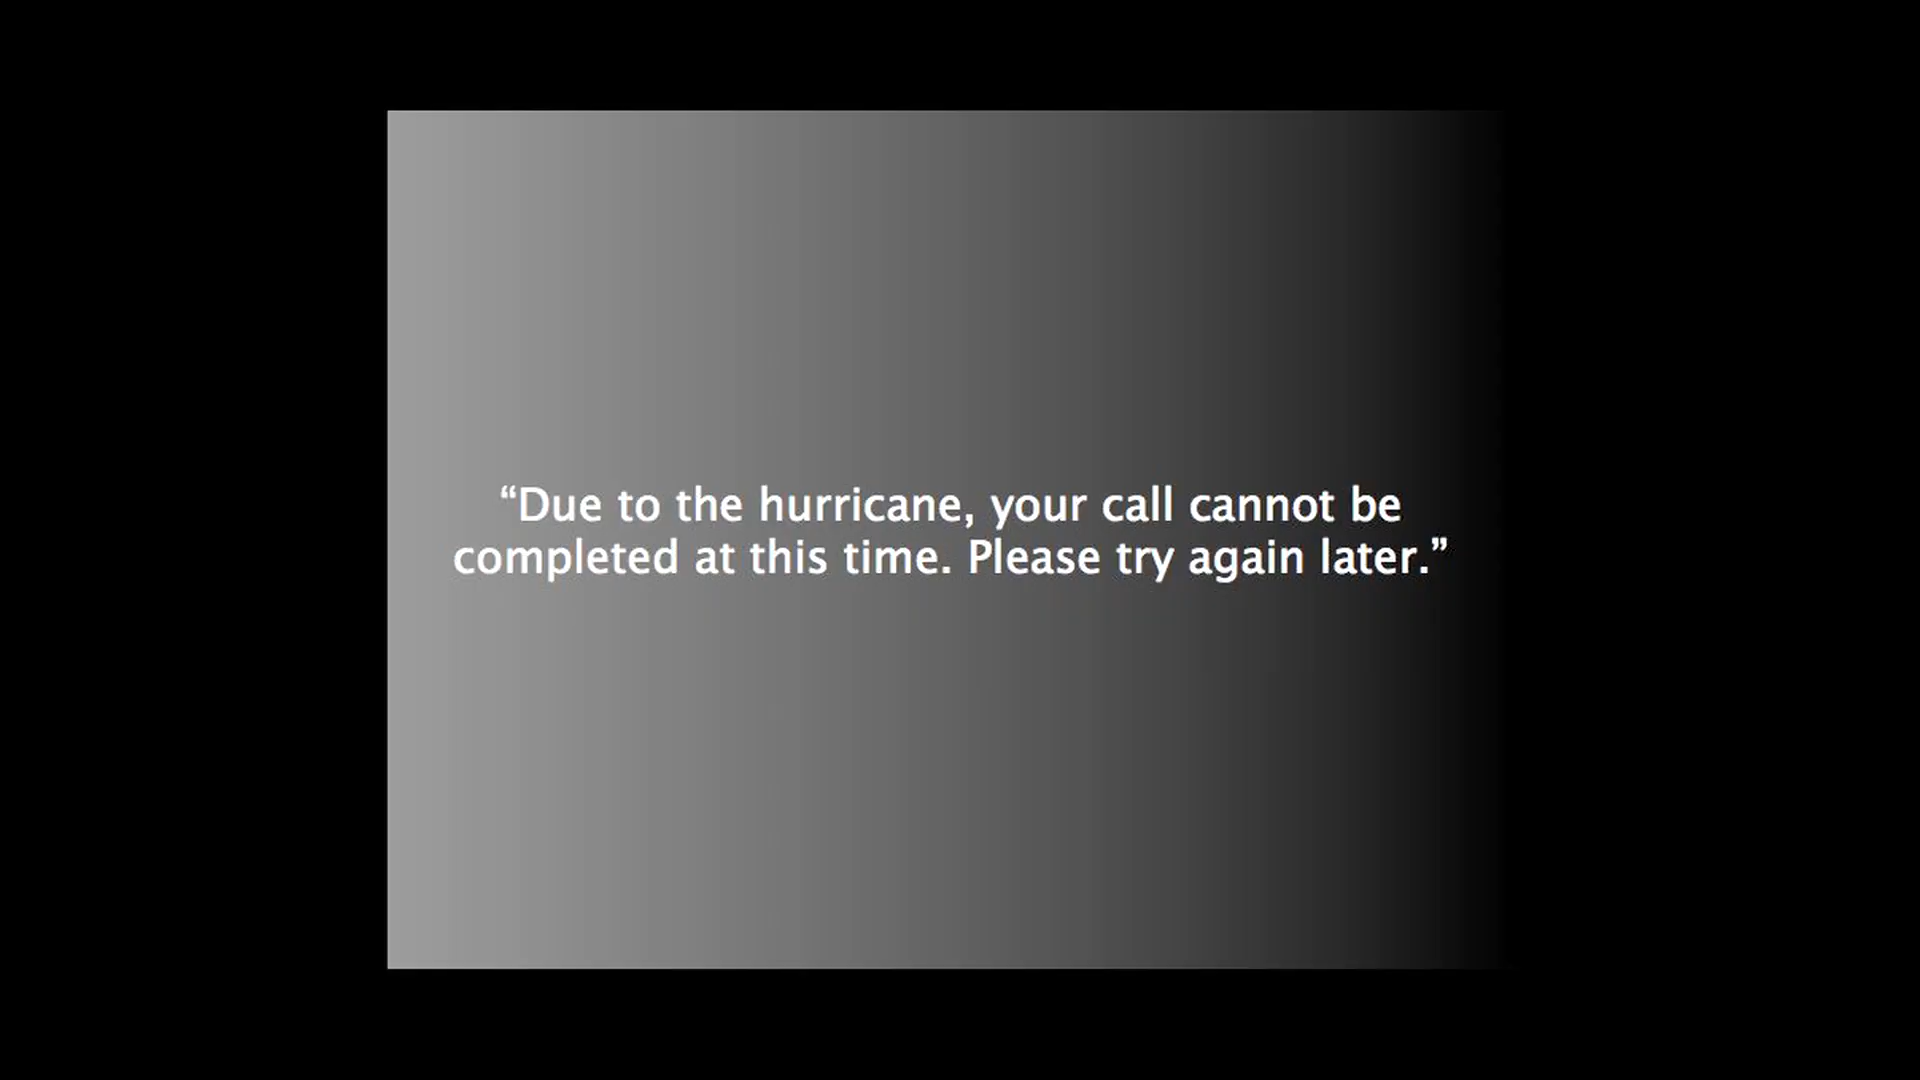 “Due to the hurricane, your call cannot be
completed at this time. Please try again later.”